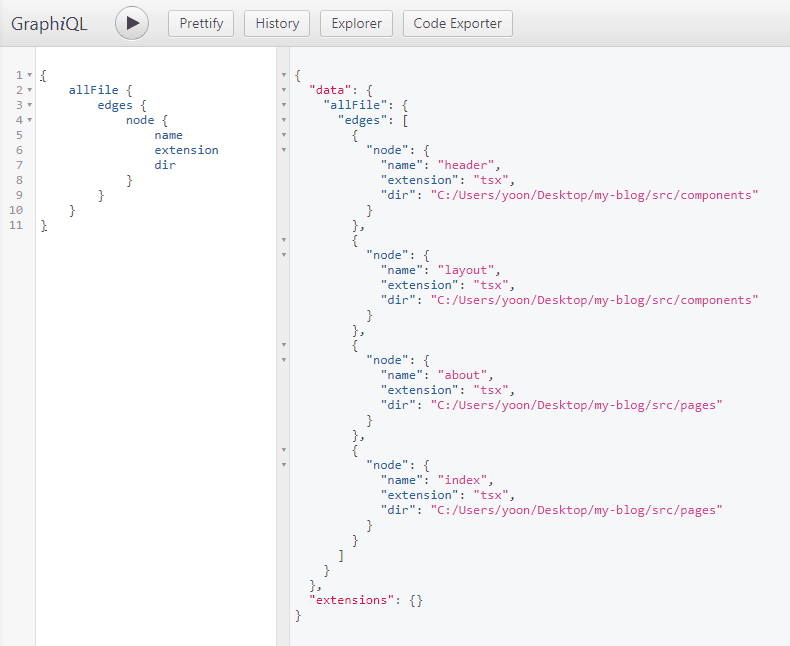 GraphiQL Prettify History Explorer Code Exporter
1 {
2 allFile {
3 edges {
4 node {
5 name
6 extension
7 dir
8 }
9 }
10 }
11 }
{
"data": {
"allFile": {
"edges": [
{
"node": {
"name": "header",
"extension": "tsx",
"dir": "C:/Users/yoon/Desktop/my-blog/src/components"
}
},
{
"node": {
"name": "layout",
"extension": "tsx",
"dir": "C:/Users/yoon/Desktop/my-blog/src/components"
}
},
{
"node": {
"name": "about",
"extension": "tsx",
"dir": "C:/Users/yoon/Desktop/my-blog/src/pages"
}
},
{
"node": {
"name": "index",
"extension": "tsx",
"dir": "C:/Users/yoon/Desktop/my-blog/src/pages"
}
}
]
}
},
"extensions": {}
}